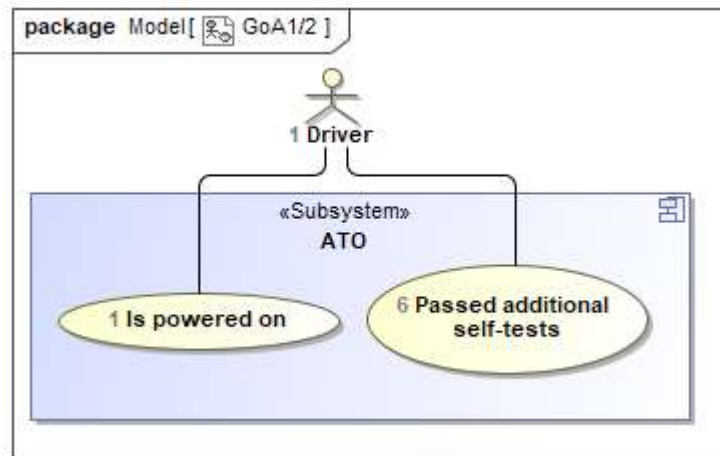 package Model[ GoA1/2 ]
1 Driver
«Subsystem»
ATO
1 Is powered on
6 Passed additional
self-tests